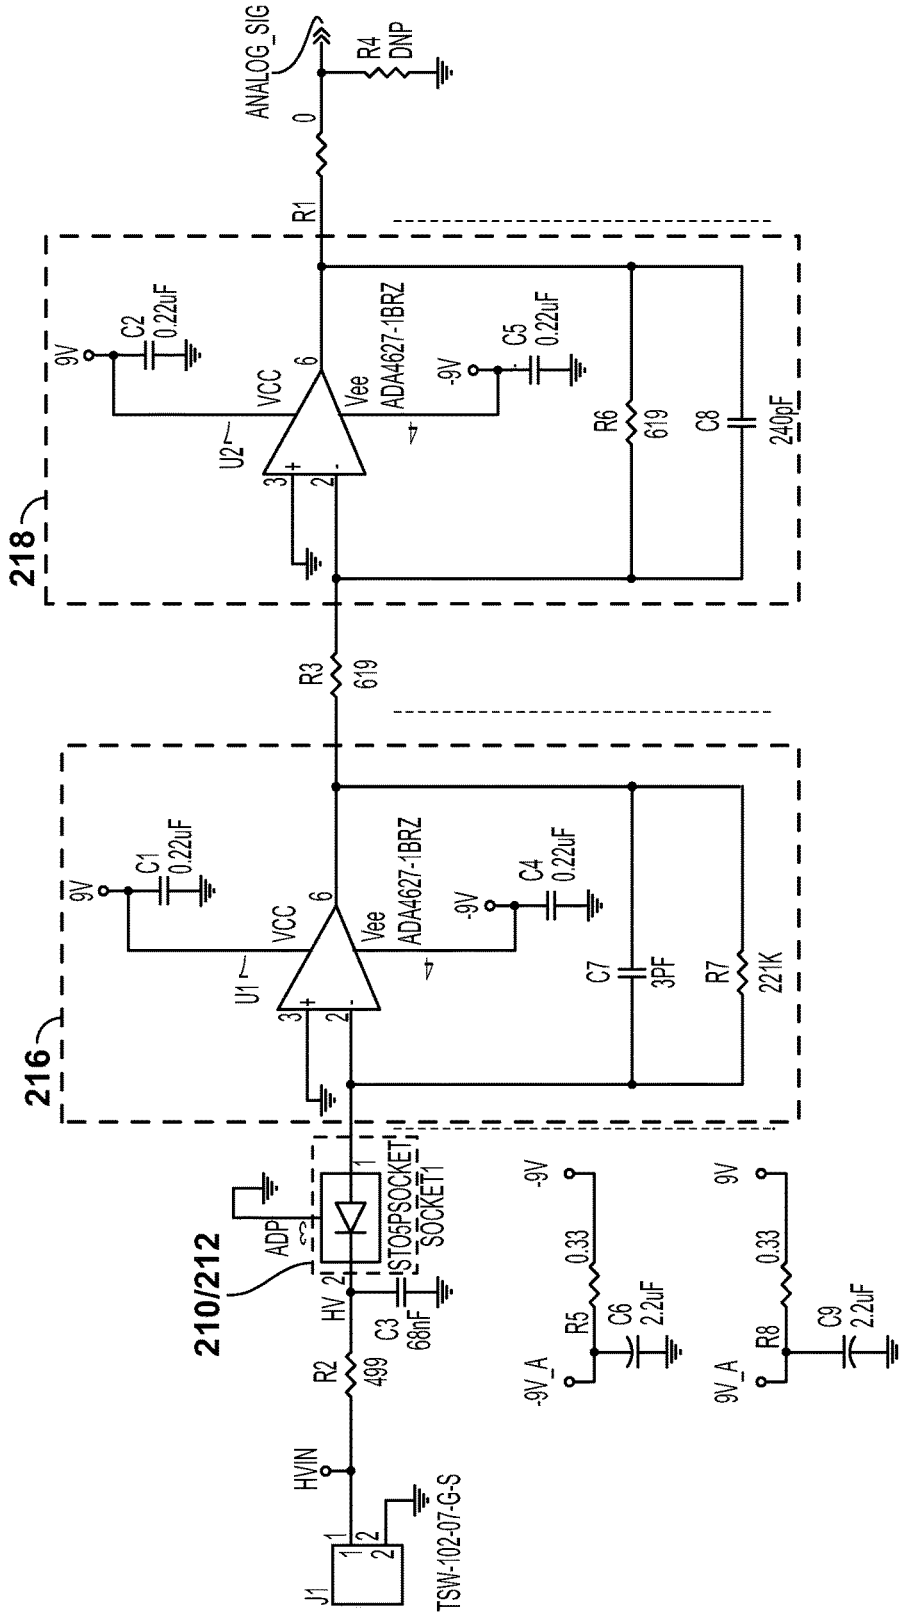 J1
1
2
1
2
TSW-102-07-G-S
HVIN
R2
499
HV
2
C3
68nF
210/212
ADP
3
1
STO5PSOCKET
SOCKET1
216
9V
C1
0.22uF
7
VCC
U1
3
+
2
-
6
Vee
ADA4627-1BRZ
4
-9V
C4
0.22uF
C7
3PF
R7
221K
R3
619
218
9V
C2
0.22uF
7
VCC
U2
3
+
2
-
6
Vee
ADA4627-1BRZ
4
-9V
C5
0.22uF
R6
619
C8
240pF
R1
0
ANALOG_SIG
R4
DNP
-9V_A
R5
0.33
-9V
C6
2.2uF
9V_A
R8
0.33
9V
C9
2.2uF